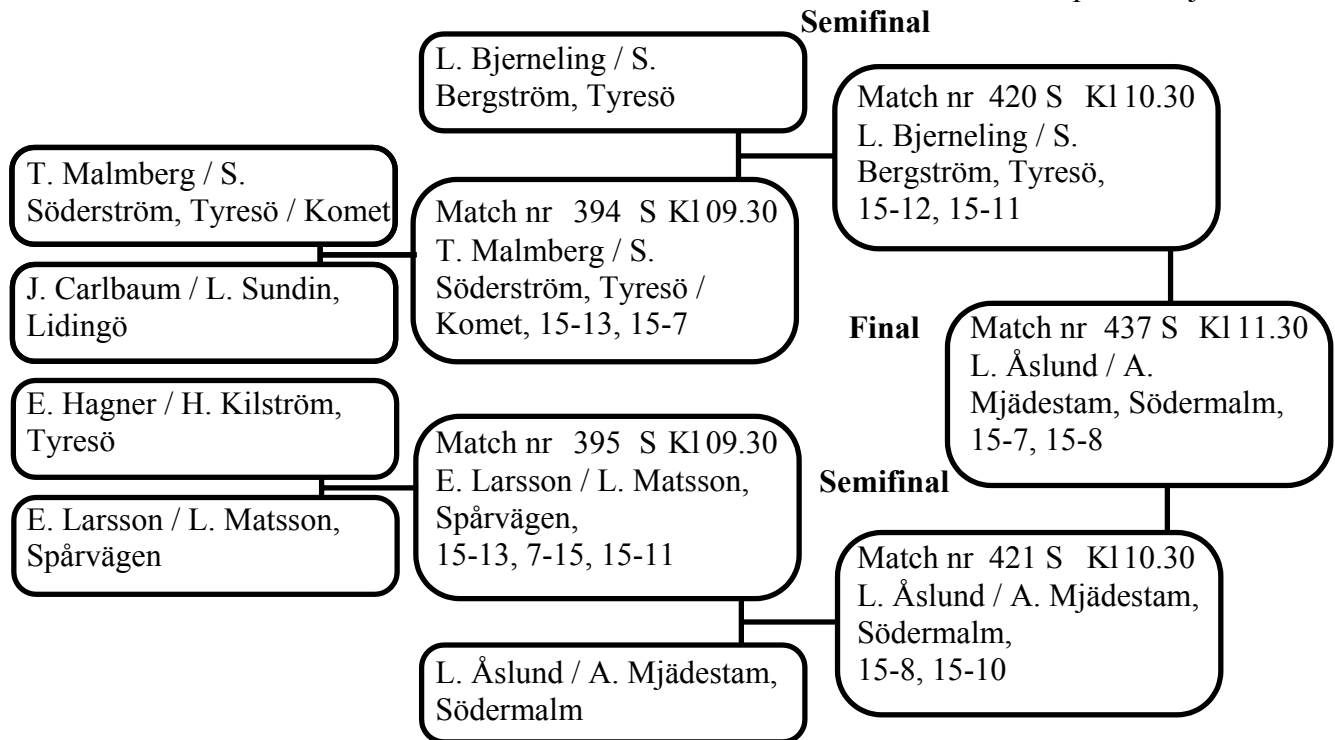 Semifinal
L. Bjerneling / S.
Bergström, Tyresö
Match nr 420 S Kl 10.30
L. Bjerneling / S.
Bergström, Tyresö,
15-12, 15-11
T. Malmberg / S.
Söderström, Tyresö / Komet
Match nr 394 S Kl 09.30
T. Malmberg / S.
Söderström, Tyresö /
Komet, 15-13, 15-7
J. Carlbaum / L. Sundin,
Lidingö
Final
Match nr 437 S Kl 11.30
L. Åslund / A.
Mjädestam, Södermalm,
15-7, 15-8
E. Hagner / H. Kilström,
Tyresö
Match nr 395 S Kl 09.30
E. Larsson / L. Matsson,
Spårvägen,
15-13, 7-15, 15-11
Semifinal
E. Larsson / L. Matsson,
Spårvägen
Match nr 421 S Kl 10.30
L. Åslund / A. Mjädestam,
Södermalm,
15-8, 15-10
L. Åslund / A. Mjädestam,
Södermalm